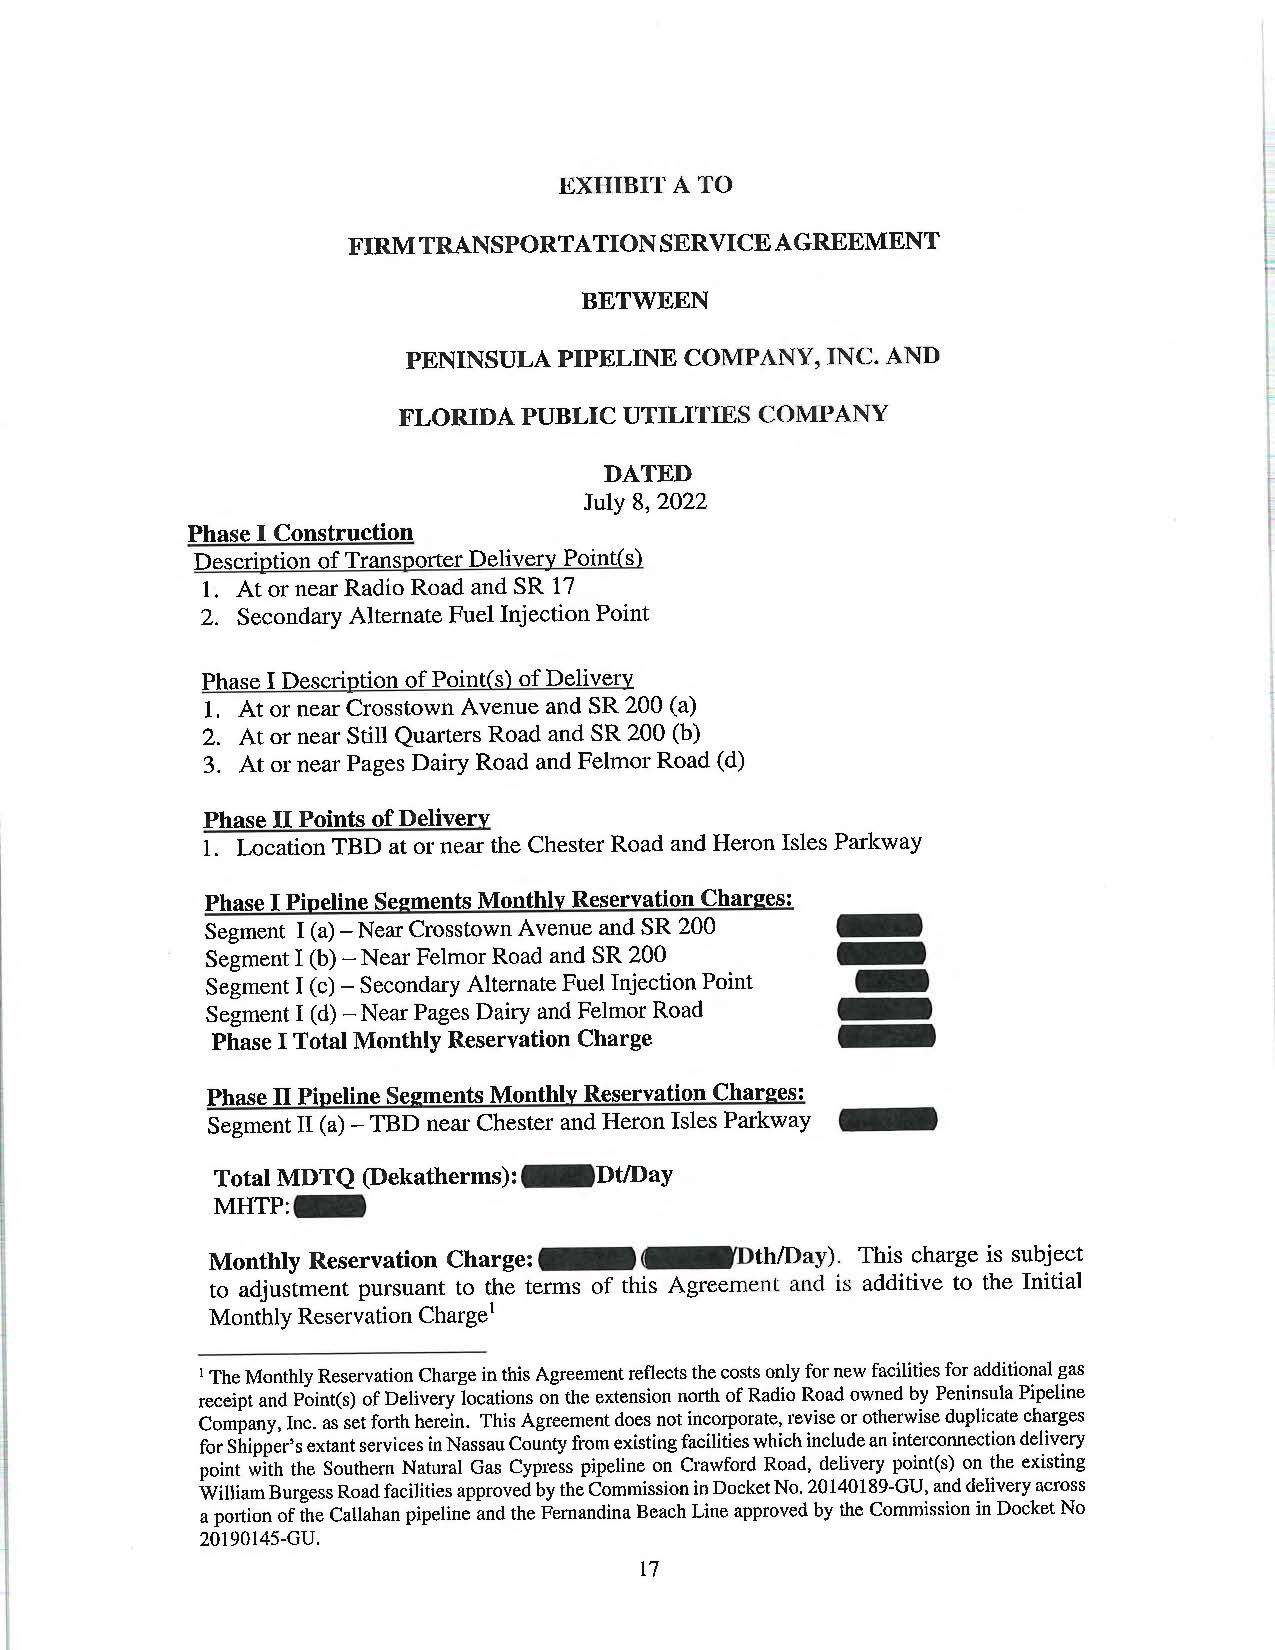 EXHIBIT A TO
FIRM TRANSPORTATION SERVICE AGREEMENT
BETWEEN
PENINSULA PIPELINE COMPANY, INC. AND
FLORIDA PUBLIC UTILITIES COMPANY
DATED
July 8, 2022
Phase I Construction
Description of Transporter Delivery Point(s)
1. At or near Radio Road and SR 17
2. Secondary Alternate Fuel Injection Point
Phase I Description of Point(s) of Delivery
1. At or near Crosstown Avenue and SR 200 (a)
2. At or near Still Quarters Road and SR 200 (b)
3. At or near Pages Dairy Road and Felmor Road (d)
Phase II Points of Delivery
1. Location TBD at or near the Chester Road and Heron Isles Parkway
Phase I Pipeline Segments Monthly Reservation Charges:
Segment I (a) – Near Crosstown Avenue and SR 200
Segment I (b) – Near Felmor Road and SR 200
Segment I (c) – Secondary Alternate Fuel Injection Point
Segment I (d) – Near Pages Dairy and Felmor Road
Phase I Total Monthly Reservation Charge
Phase II Pipeline Segments Monthly Reservation Charges:
Segment II (a) – TBD near Chester and Heron Isles Parkway
Total MDTQ (Dekatherms): Dt/Day
MHTP:
Monthly Reservation Charge: ( /Dth/Day). This charge is subject
to adjustment pursuant to the terms of this Agreement and is additive to the Initial
Monthly Reservation Charge1
1 The Monthly Reservation Charge in this Agreement reflects the costs only for new facilities for additional gas
receipt and Point(s) of Delivery locations on the extension north of Radio Road owned by Peninsula Pipeline
Company, Inc. as set forth herein. This Agreement does not incorporate, revise or otherwise duplicate charges
for Shipper's extant services in Nassau County from existing facilities which include an interconnection delivery
point with the Southern Natural Gas Cypress pipeline on Crawford Road, delivery point(s) on the existing
William Burgess Road facilities approved by the Commission in Docket No. 20140189-GU, and delivery across
a portion of the Callahan pipeline and the Fernandina Beach Line approved by the Commission in Docket No
20190145-GU.
17